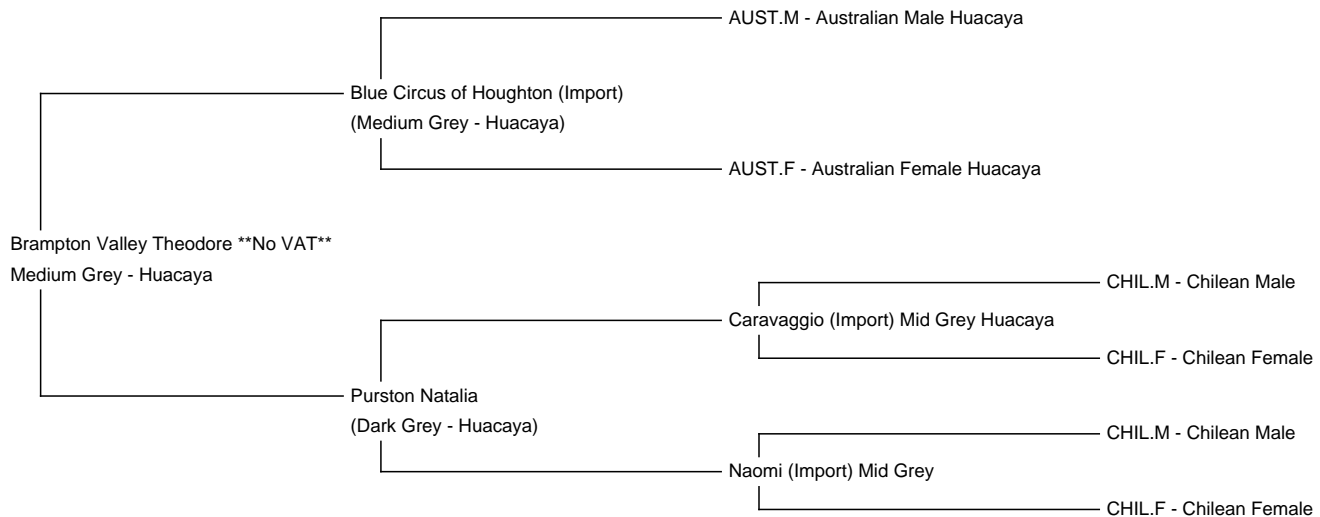 AUST.M - Australian Male Huacaya
Blue Circus of Houghton (Import)
(Medium Grey - Huacaya)
AUST.F - Australian Female Huacaya
Brampton Valley Theodore **No VAT**
Medium Grey - Huacaya
CHIL.M - Chilean Male
Caravaggio (Import) Mid Grey Huacaya
CHIL.F - Chilean Female
Purston Natalia
(Dark Grey - Huacaya)
CHIL.M - Chilean Male
Naomi (Import) Mid Grey
CHIL.F - Chilean Female